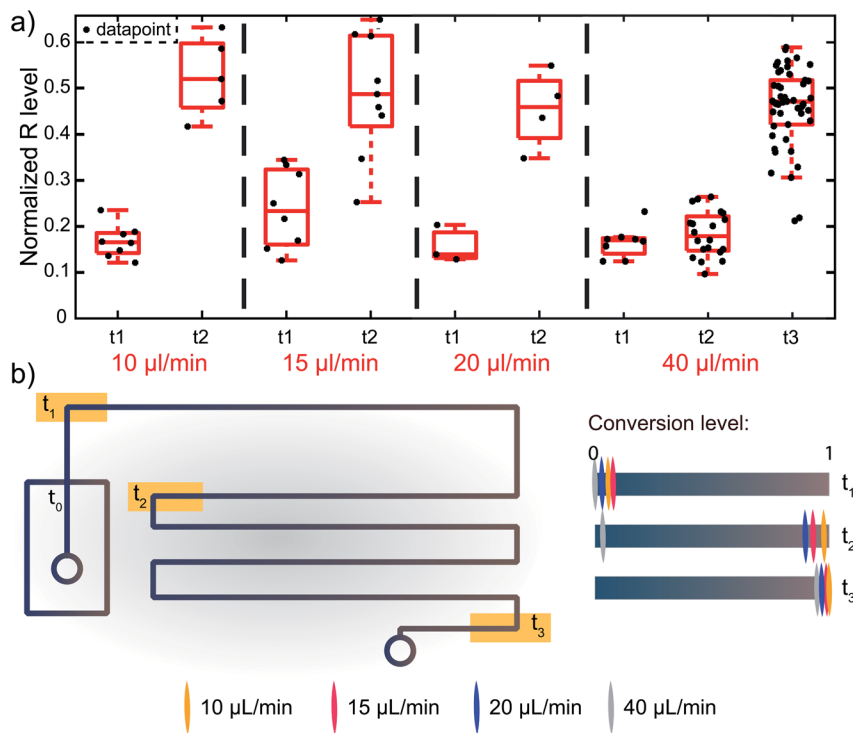 a)
datapoint
Normalized R level
0.6
0.5
0.4
0.3
0.2
0.1
0
t1 t2 t1 t2 t1 t2 t1 t2 t3
10 µl/min 15 µl/min 20 µl/min 40 µl/min
b)
t1
t0
t2
t3
Conversion level:
0 1
t1
t2
t3
10 µL/min 15 µL/min 20 µL/min 40 µL/min